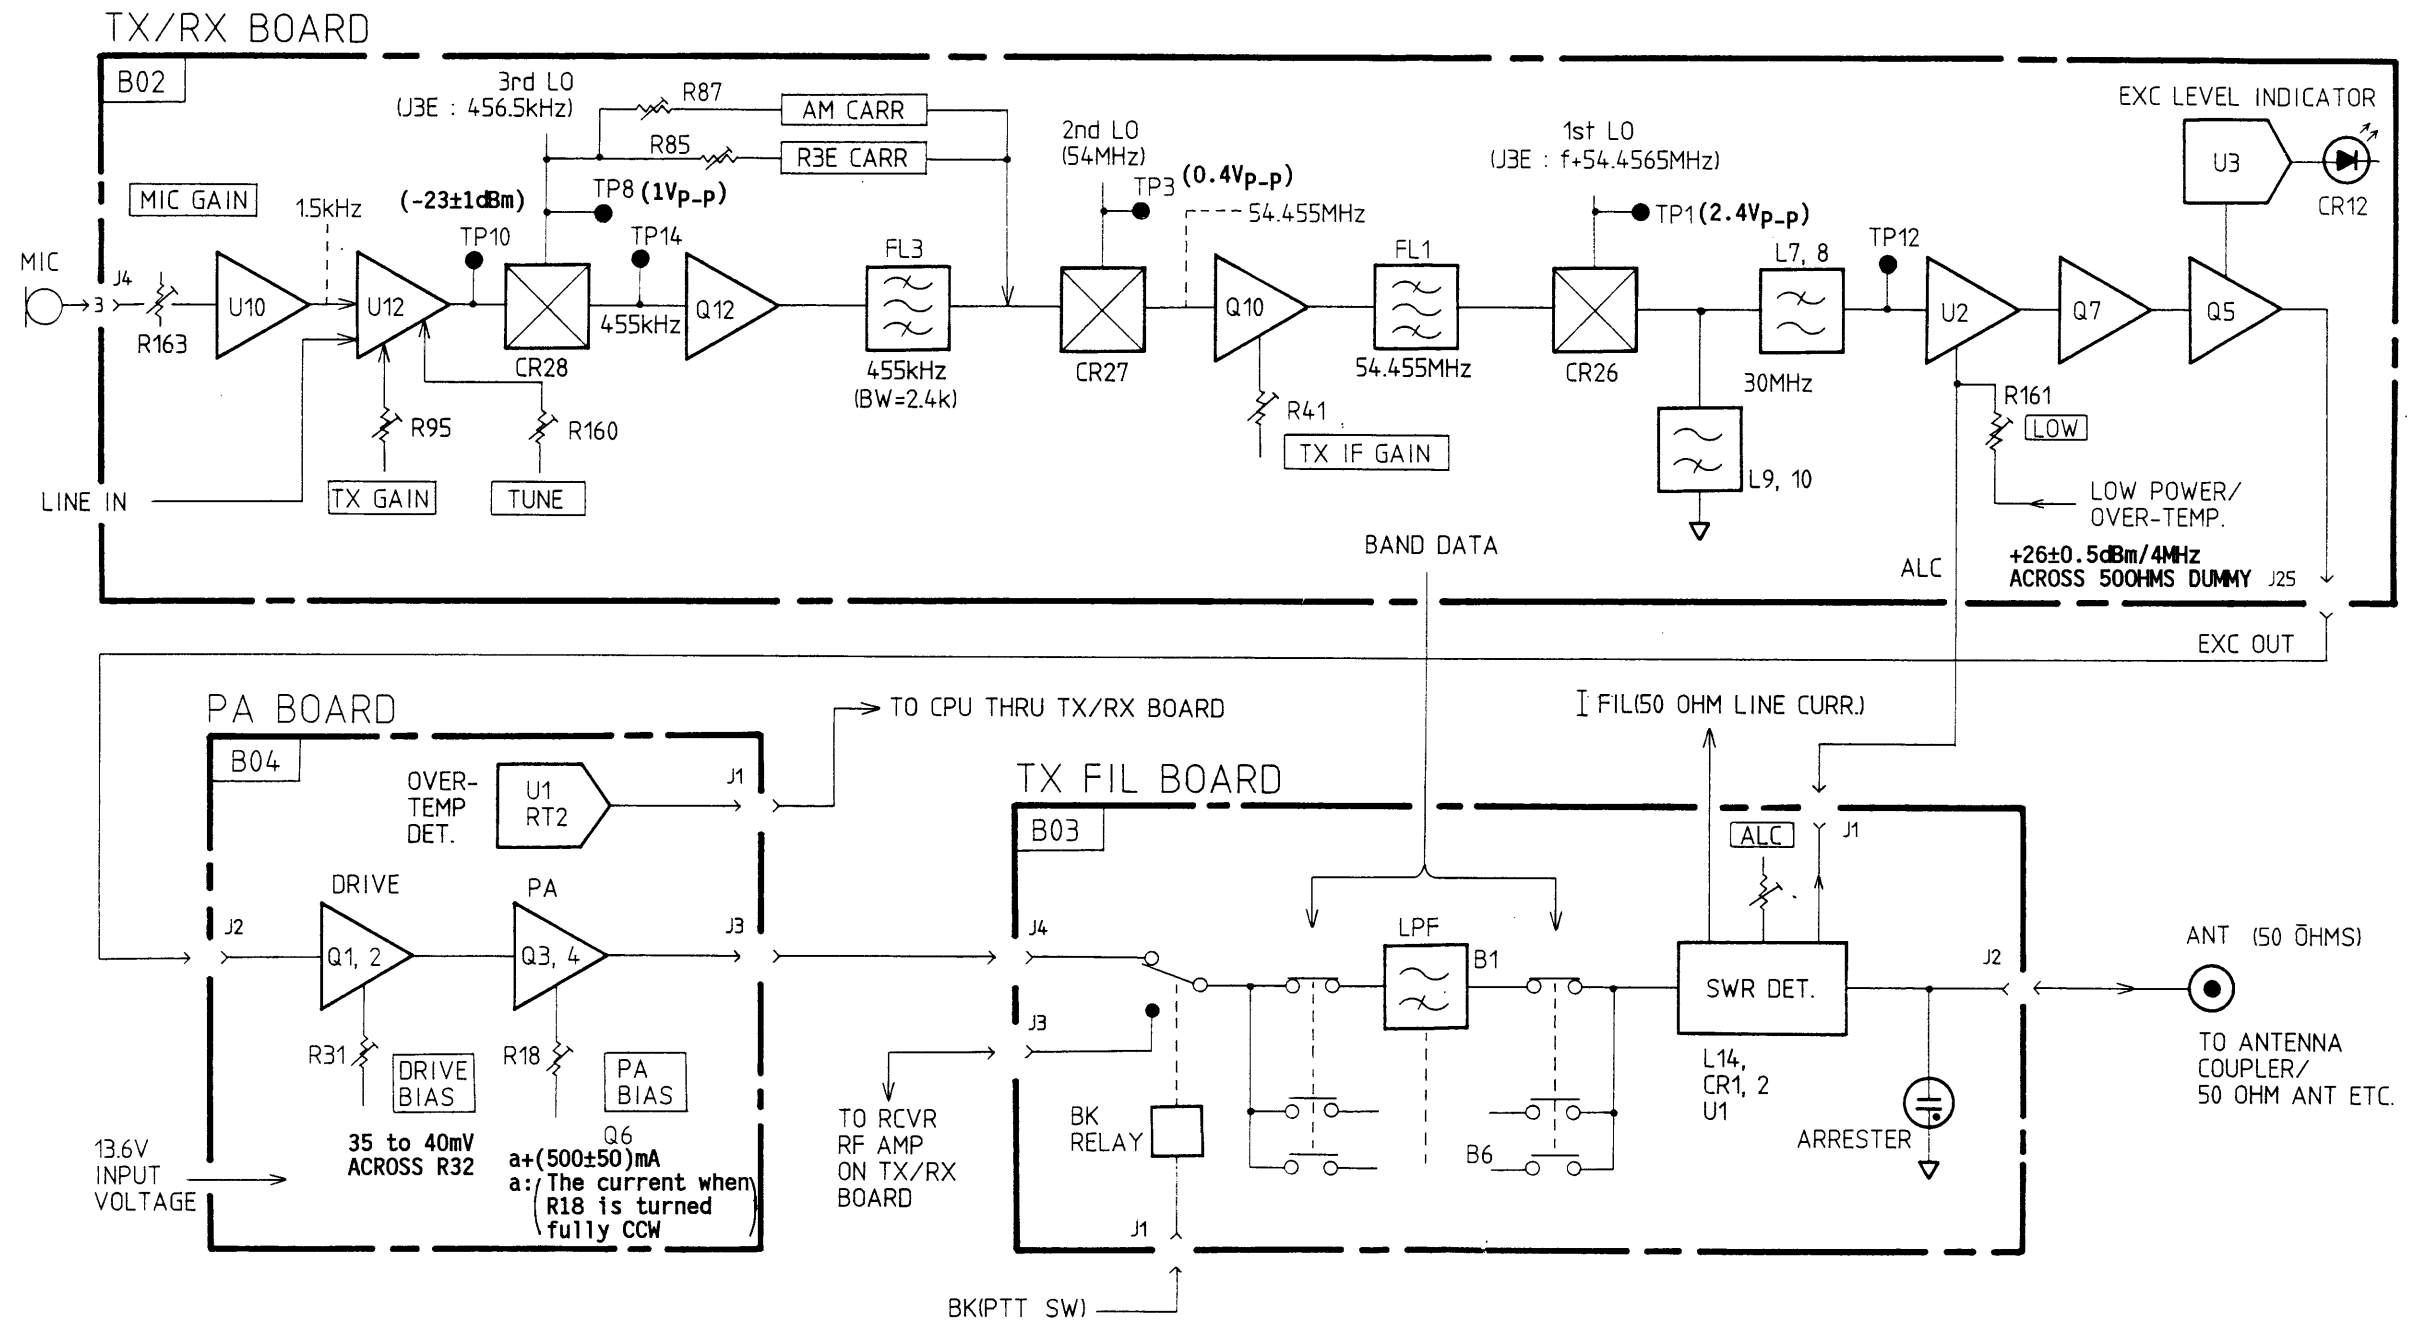 TX/RX BOARD
B02
3rd LO
(J3E : 456.5kHz)
R87
AM CARR
R85
R3E CARR
2nd LO
(54MHz)
1st LO
(J3E : f+54.4565MHz)
EXC LEVEL INDICATOR
U3
CR12
MIC GAIN
1.5kHz
(-23±1dBm)
TP10
TP8 (1Vp_p)
TP14
TP3 (0.4Vp_p)
54.455MHz
TP1 (2.4Vp_p)
TP12
MIC
J4
3
R163
U10
U12
CR28
455kHz
Q12
FL3
455kHz
(BW=2.4k)
CR27
Q10
FL1
54.455MHz
CR26
L7, 8
30MHz
U2
Q7
Q5
R95
R160
R41
TX IF GAIN
L9, 10
R161
LOW
LINE IN
TX GAIN
TUNE
LOW POWER/
OVER-TEMP.
BAND DATA
ALC
+26±0.5dBm/4MHz
ACROSS 50OHMS DUMMY
J25
EXC OUT
PA BOARD
B04
TO CPU THRU TX/RX BOARD
I FIL(50 OHM LINE CURR.)
OVER-
TEMP
DET.
U1
RT2
J1
TX FIL BOARD
B03
ALC
J1
DRIVE
PA
J2
Q1, 2
Q3, 4
J3
J4
LPF
B1
SWR DET.
J2
ANT (50 OHMS)
R31
DRIVE
BIAS
R18
PA
BIAS
J3
L14,
CR1, 2
U1
TO ANTENNA
COUPLER/
50 OHM ANT ETC.
13.6V
INPUT
VOLTAGE
35 to 40mV
ACROSS R32
Q6
a+(500±50)mA
a:(The current when
R18 is turned
fully CCW)
TO RCVR
RF AMP
ON TX/RX
BOARD
BK
RELAY
B6
ARRESTER
J1
BK(PTT SW)